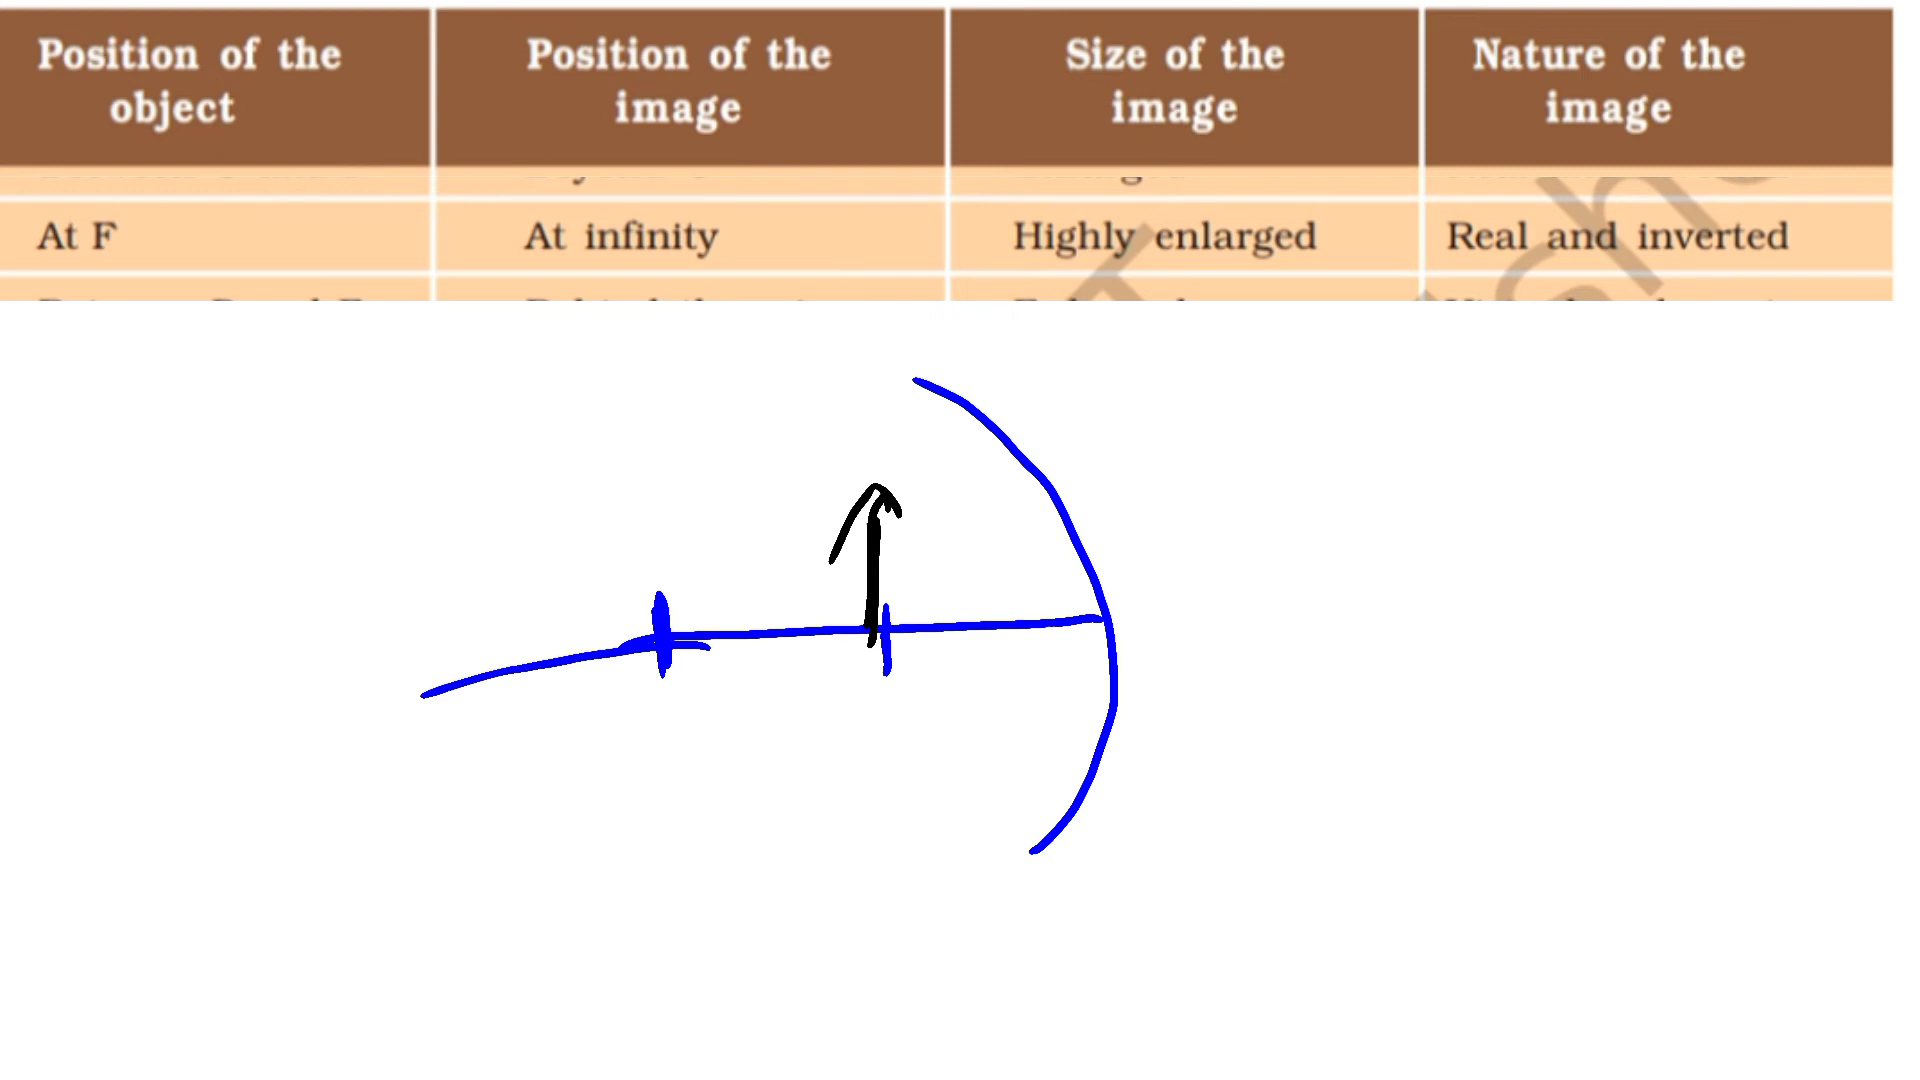 Position of the object
Position of the image
Size of the image
Nature of the image
At F
At infinity
Highly enlarged
Real and inverted